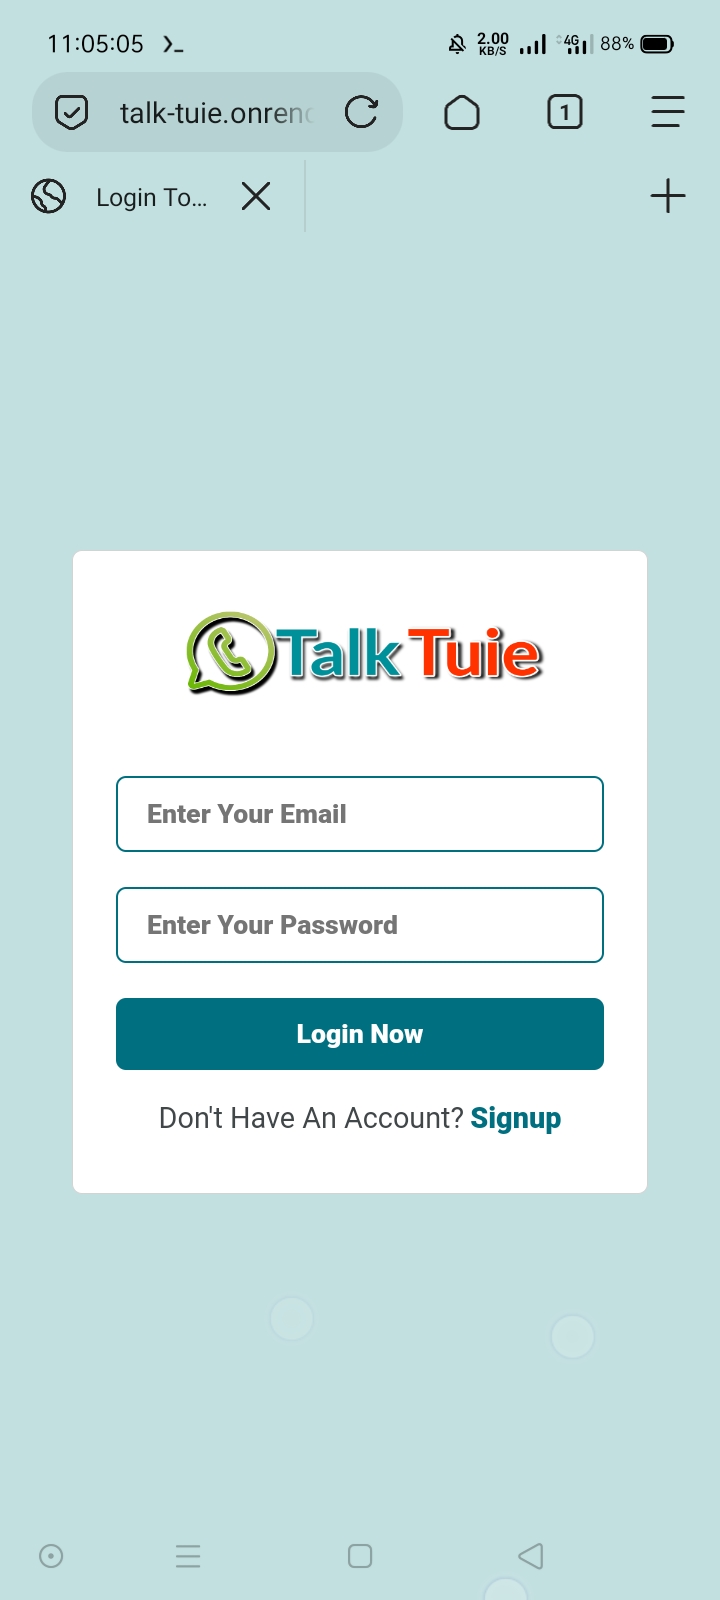 11:05:05 2.00 KB/S 4G 88%
talk-tuie.onren
1
Login To...
Talk Tuie
Enter Your Email
Enter Your Password
Login Now
Don't Have An Account? Signup